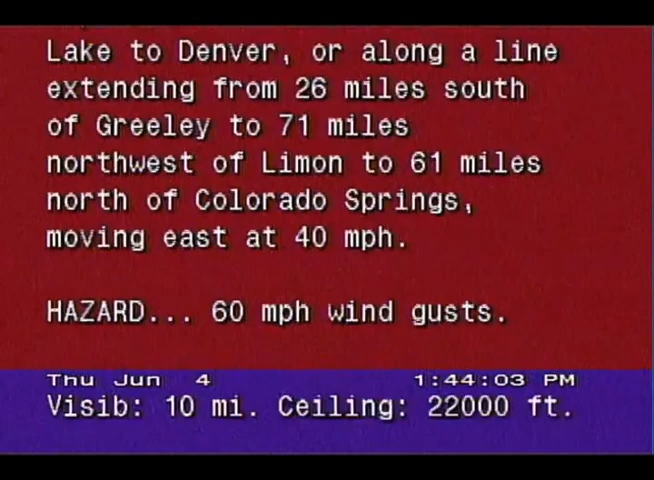 Lake to Denver, or along a line
extending from 26 miles south
of Greeley to 71 miles
northwest of Limon to 61 miles
north of Colorado Springs,
moving east at 40 mph.
HAZARD... 60 mph wind gusts.
Thu Jun 4 1:44:03 PM
Visib: 10 mi. Ceiling: 22000 ft.